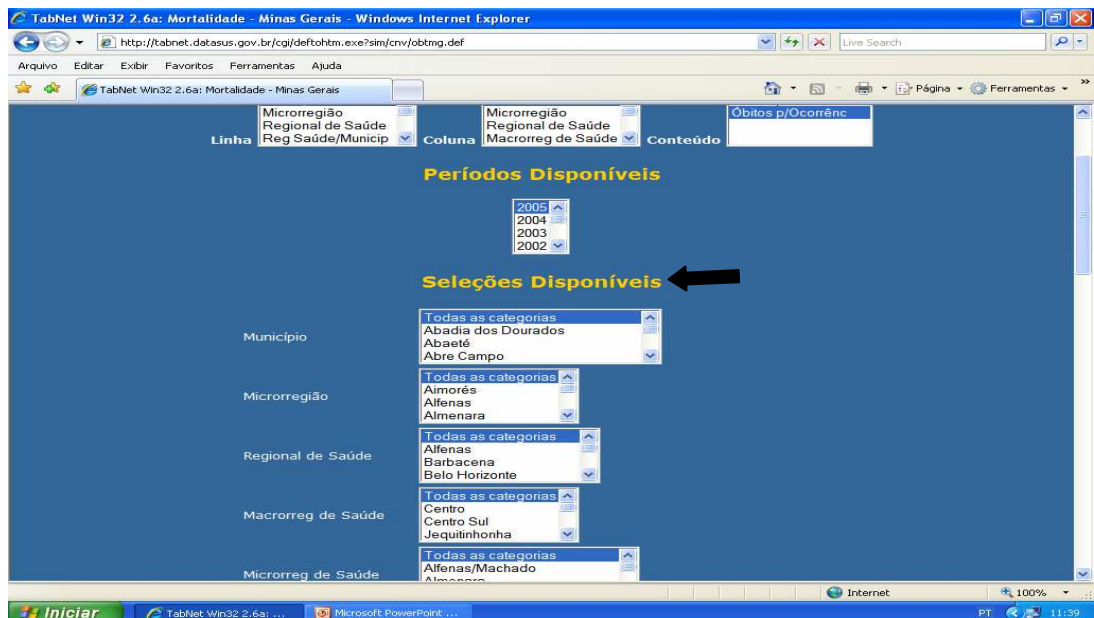 TabNet Win32 2.6a: Mortalidade - Minas Gerais - Windows Internet Explorer
http://tabnet.datasus.gov.br/cgi/deftohtm.exe?sim/cnv/obtmg.def
Live Search
Arquivo Editar Exibir Favoritos Ferramentas Ajuda
TabNet Win32 2.6a: Mortalidade - Minas Gerais
Página
Ferramentas
Linha
Microrregião
Regional de Saúde
Reg Saúde/Municip
Coluna
Microrregião
Regional de Saúde
Macrorreg de Saúde
Conteúdo
Óbitos p/Ocorrênc
Períodos Disponíveis
2005
2004
2003
2002
Seleções Disponíveis
Município
Todas as categorias
Abadia dos Dourados
Abaeté
Abre Campo
Microrregião
Todas as categorias
Aimorés
Alfenas
Almenara
Regional de Saúde
Todas as categorias
Alfenas
Barbacena
Belo Horizonte
Macrorreg de Saúde
Todas as categorias
Centro
Centro Sul
Jequitinhonha
Microrreg de Saúde
Todas as categorias
Alfenas/Machado
Almenara
Internet
100%
Iniciar
TabNet Win32 2.6a: ...
Microsoft PowerPoint ...
PT
11:39